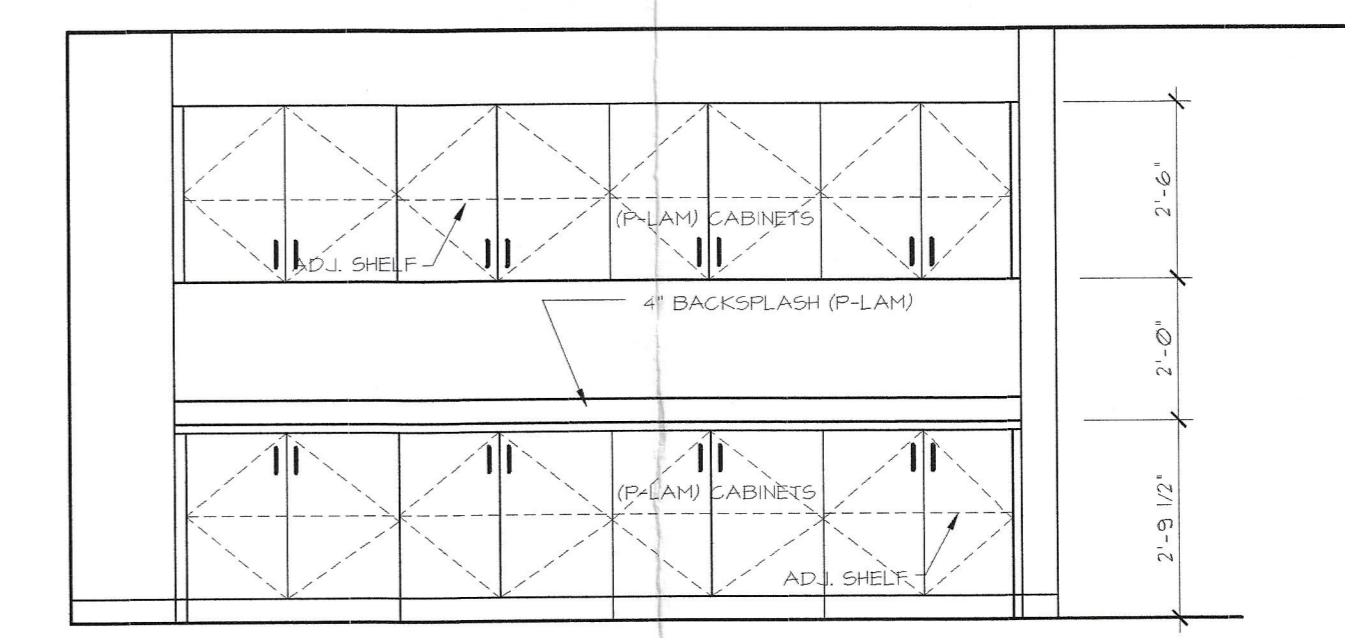 2'-6"
(P-LAM) CABINETS
ADJ. SHELF
4" BACKSPLASH (P-LAM)
2'-0"
(P-LAM) CABINETS
2'-9 1/2"
ADJ. SHELF